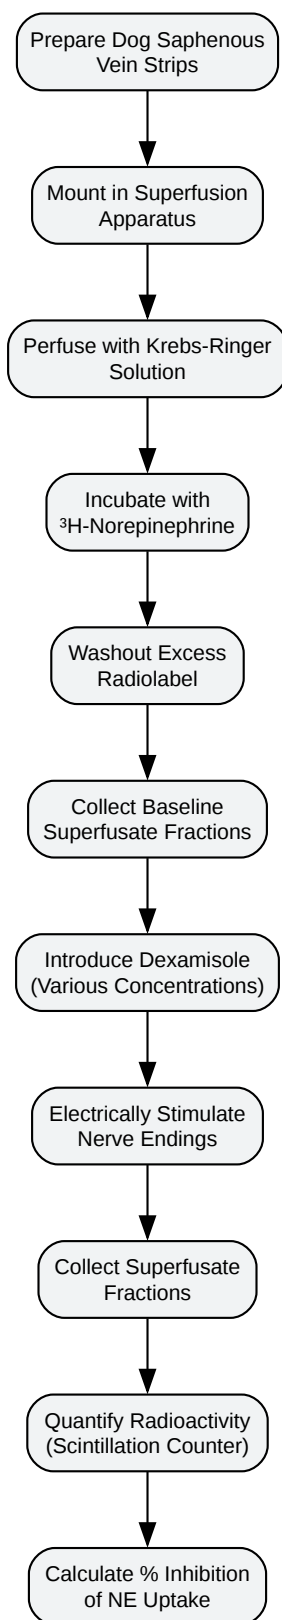 Prepare Dog Saphenous
Vein Strips
Mount in Superfusion
Apparatus
Perfuse with Krebs-Ringer
Solution
Incubate with
³H-Norepinephrine
Washout Excess
Radiolabel
Collect Baseline
Superfusate Fractions
Introduce Dexamisole
(Various Concentrations)
Electrically Stimulate
Nerve Endings
Collect Superfusate
Fractions
Quantify Radioactivity
(Scintillation Counter)
Calculate % Inhibition
of NE Uptake